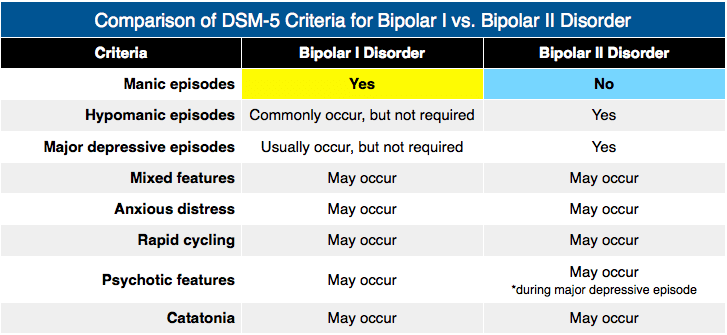 Comparison of DSM-5 Criteria for Bipolar I vs. Bipolar II Disorder
Criteria Bipolar I Disorder Bipolar II Disorder
Manic episodes Yes No
Hypomanic episodes Commonly occur, but not required Yes
Major depressive episodes Usually occur, but not required Yes
Mixed features May occur May occur
Anxious distress May occur May occur
Rapid cycling May occur May occur
Psychotic features May occur May occur
*during major depressive episode
Catatonia May occur May occur